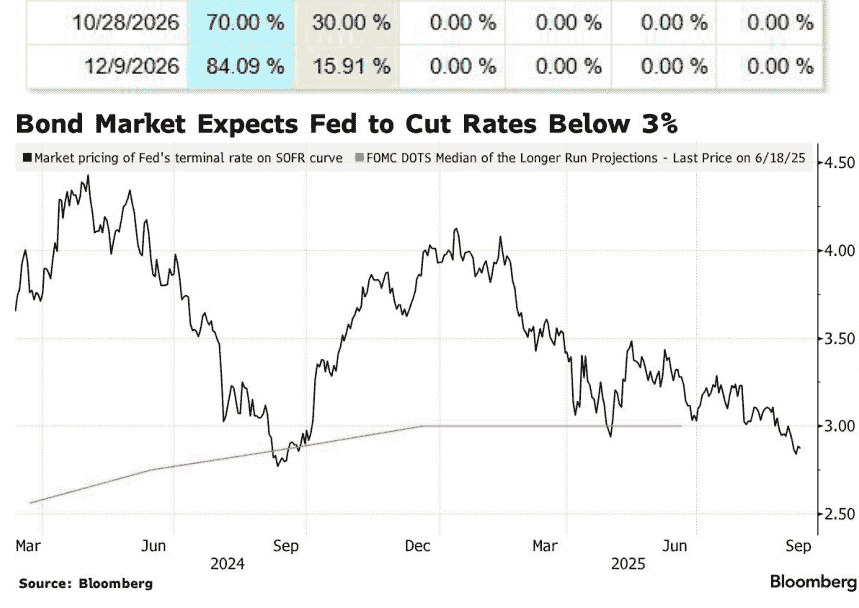 10/28/2026 70.00 % 30.00 % 0.00 % 0.00 % 0.00 % 0.00 %
12/9/2026 84.09 % 15.91 % 0.00 % 0.00 % 0.00 % 0.00 %
Bond Market Expects Fed to Cut Rates Below 3%
Market pricing of Fed's terminal rate on SOFR curve FOMC DOTS Median of the Longer Run Projections - Last Price on 6/18/25
4.50
4.00
3.50
3.00
2.50
Mar Jun Sep Dec Mar Jun Sep
2024 2025
Source: Bloomberg Bloomberg